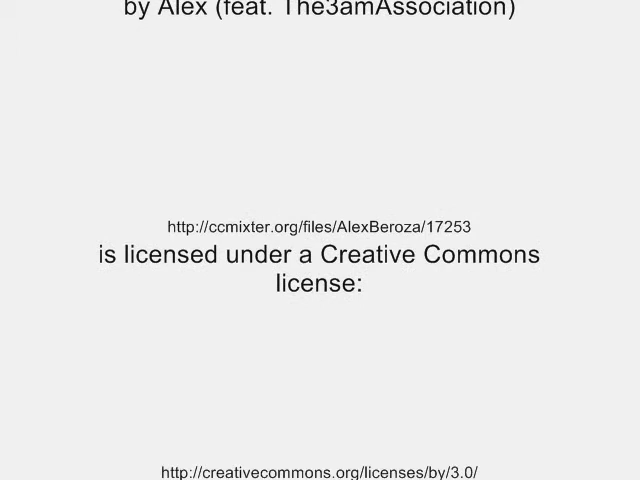 by Alex (feat. The3amAssociation)
http://ccmixter.org/files/AlexBeroza/17253
is licensed under a Creative Commons
license:
http://creativecommons.org/licenses/by/3.0/